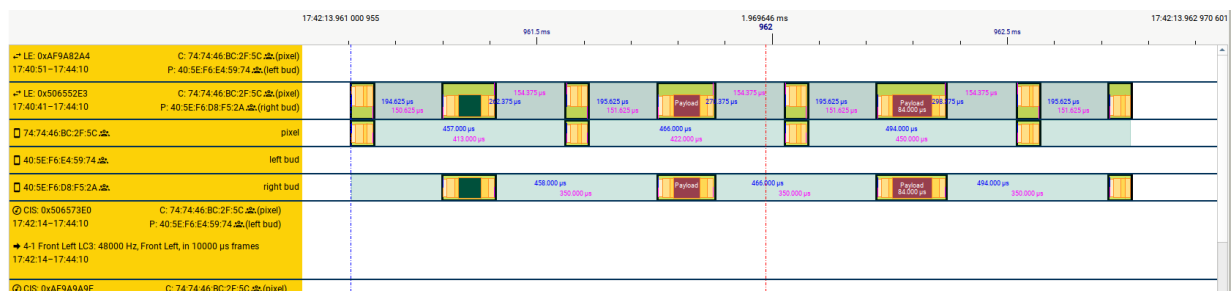 17:42:13.961 000 955
1.969646 ms
17:42:13.962 970 601
962
961.5 ms
962.5 ms
LE: 0xAF9A82A4 C: 74:74:46:BC:2F:5C (pixel)
17:40:51–17:44:10 P: 40:5E:F6:E4:59:74 (left bud)
LE: 0x506552E3 C: 74:74:46:BC:2F:5C (pixel)
17:40:41–17:44:10 P: 40:5E:F6:D8:F5:2A (right bud)
154.375 µs 154.375 µs 154.375 µs
194.625 µs 195.625 µs Payload 195.625 µs Payload 195.625 µs
150.625 µs 151.625 µs 151.625 µs 84.000 µs 151.625 µs
74:74:46:BC:2F:5C pixel
457.000 µs 466.000 µs 494.000 µs
413.000 µs 422.000 µs 450.000 µs
40:5E:F6:E4:59:74 left bud
40:5E:F6:D8:F5:2A right bud
458.000 µs Payload 466.000 µs Payload 494.000 µs
350.000 µs 350.000 µs 84.000 µs 350.000 µs
CIS: 0x506573E0 C: 74:74:46:BC:2F:5C (pixel)
17:42:14–17:44:10 P: 40:5E:F6:E4:59:74 (left bud)
4-1 Front Left LC3: 48000 Hz, Front Left, in 10000 µs frames
17:42:14–17:44:10
CIS: 0xAF9A9A9F C: 74:74:46:BC:2F:5C (pixel)